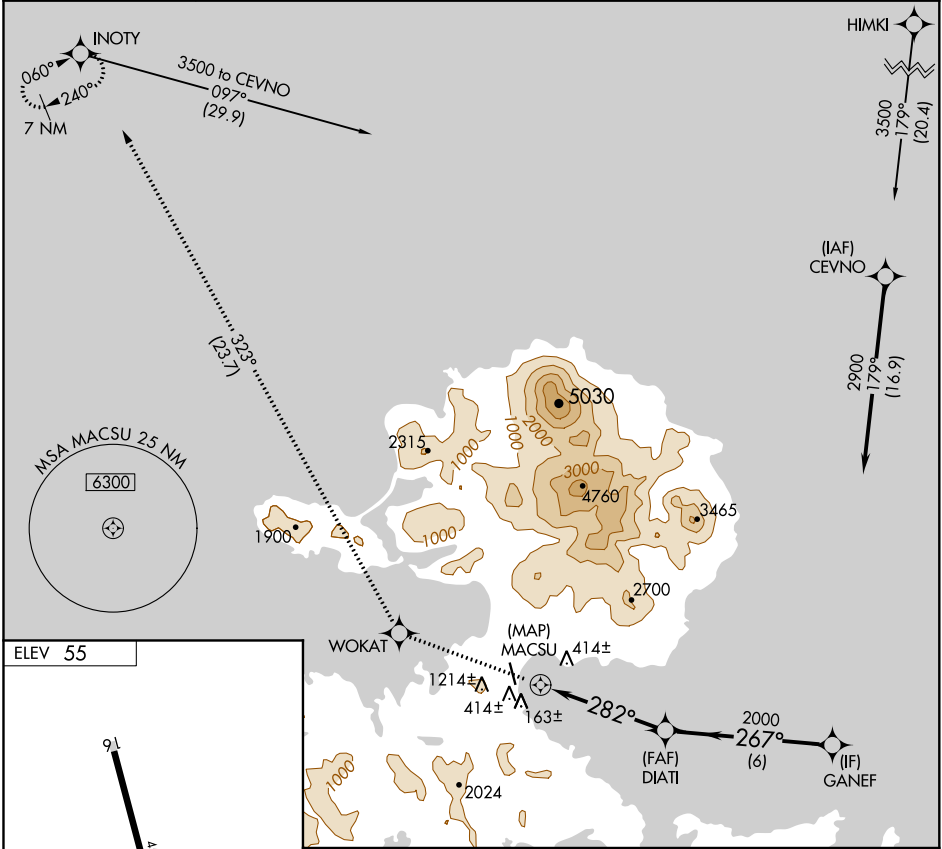 INOTY
060°
240°
7 NM
3500 to CEVNO
097°
(29.9)
HIMKI
3500
179°
(20.4)
(IAF)
CEVNO
2900
179°
(16.9)
323°
(23.7)
MSA MACSU 25 NM
6300
5030
1000
2000
2315
1000
3000
4760
3465
1900
1000
2700
WOKAT
(MAP)
MACSU
414±
1214±
414±
163±
282°
2000
267°
(6)
(FAF)
DIATI
(IF)
GANEF
1000
2024
ELEV 55
16
4